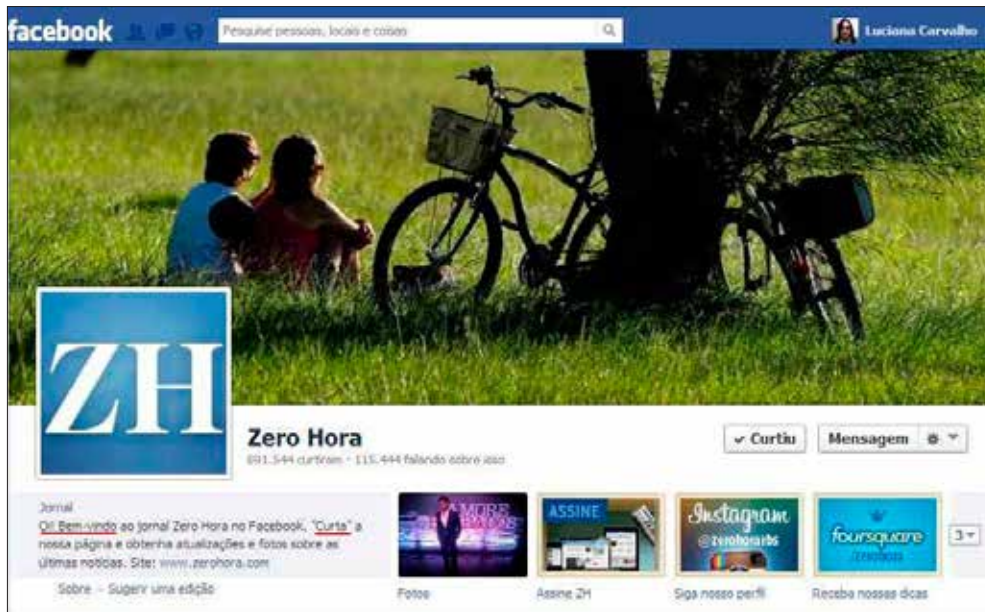 facebook
Pesquise pessoas, locais e coisas
Luciana Carvalho
ZH
Zero Hora
691.544 curtiram · 115.444 falando sobre isso
✓ Curtiu
Mensagem
Jornal
Oi! Bem-vindo ao jornal Zero Hora no Facebook. "Curta" a
nossa página e obtenha atualizações e fotos sobre as
últimas notícias. Site: www.zerohora.com
Sobre – Sugerir uma edição
ASSINE
Instagram
@zerohorarbs
foursquare
/zerohora
3
Fotos
Assine ZH
Siga nosso perfil
Receba nossas dicas